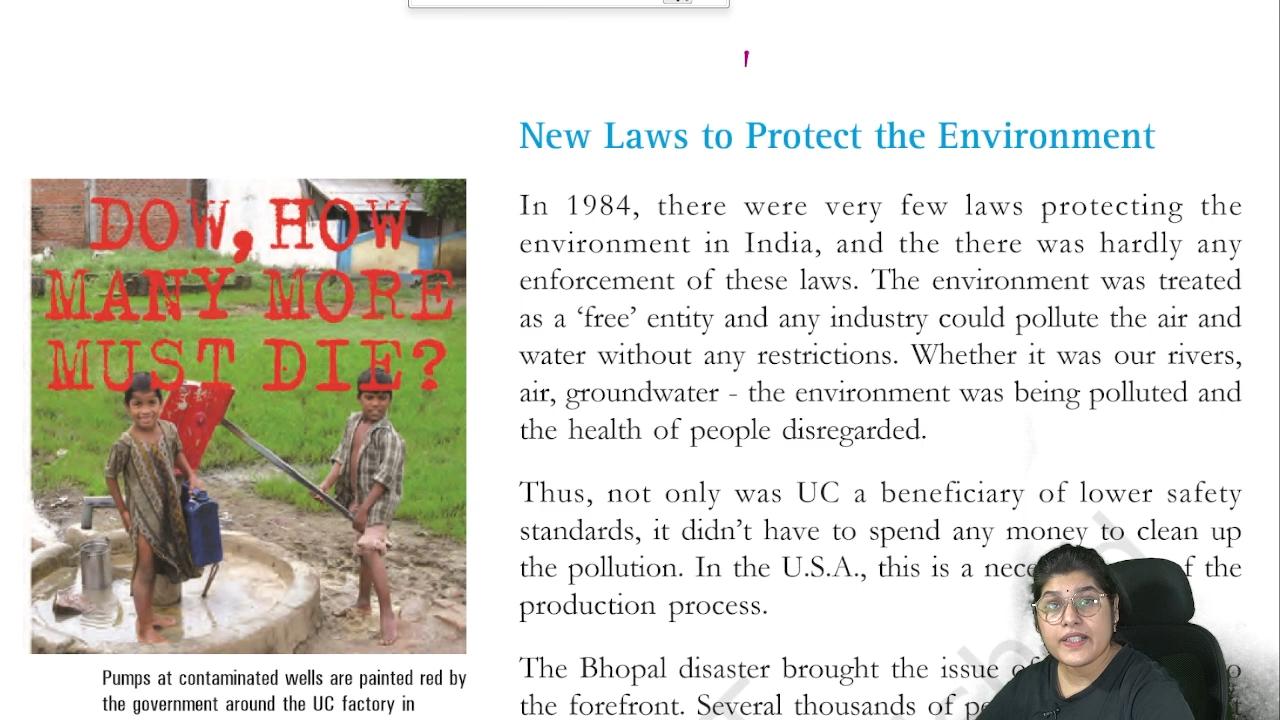 New Laws to Protect the Environment
In 1984, there were very few laws protecting the
environment in India, and the there was hardly any
enforcement of these laws. The environment was treated
as a ‘free’ entity and any industry could pollute the air and
water without any restrictions. Whether it was our rivers,
air, groundwater - the environment was being polluted and
the health of people disregarded.
Thus, not only was UC a beneficiary of lower safety
standards, it didn’t have to spend any money to clean up
the pollution. In the U.S.A., this is a of the
production process.
The Bhopal disaster brought the issue
the forefront. Several thousands of
DOW, HOW
MANY MORE
MUST DIE?
Pumps at contaminated wells are painted red by
the government around the UC factory in